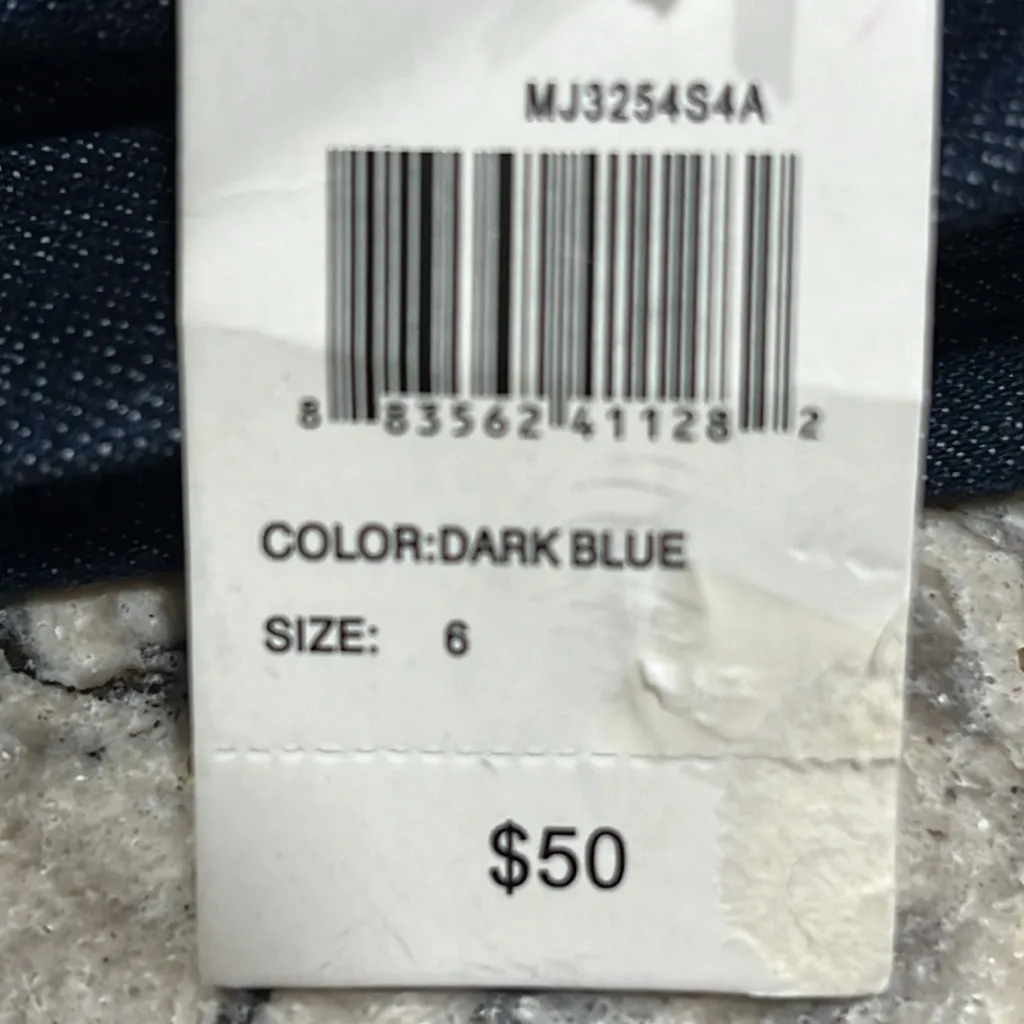 MJ3254S4A
8 83562 41128 2
COLOR:DARK BLUE
SIZE: 6
$50